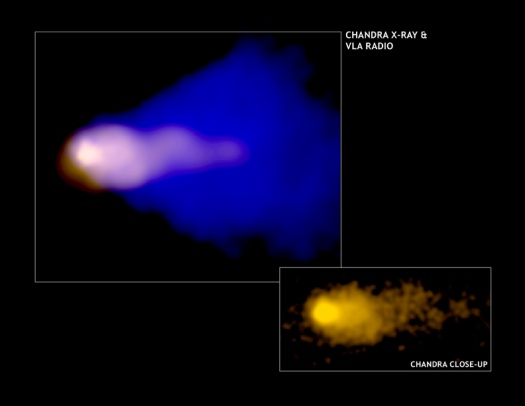 CHANDRA X-RAY &
VLA RADIO
CHANDRA CLOSE-UP